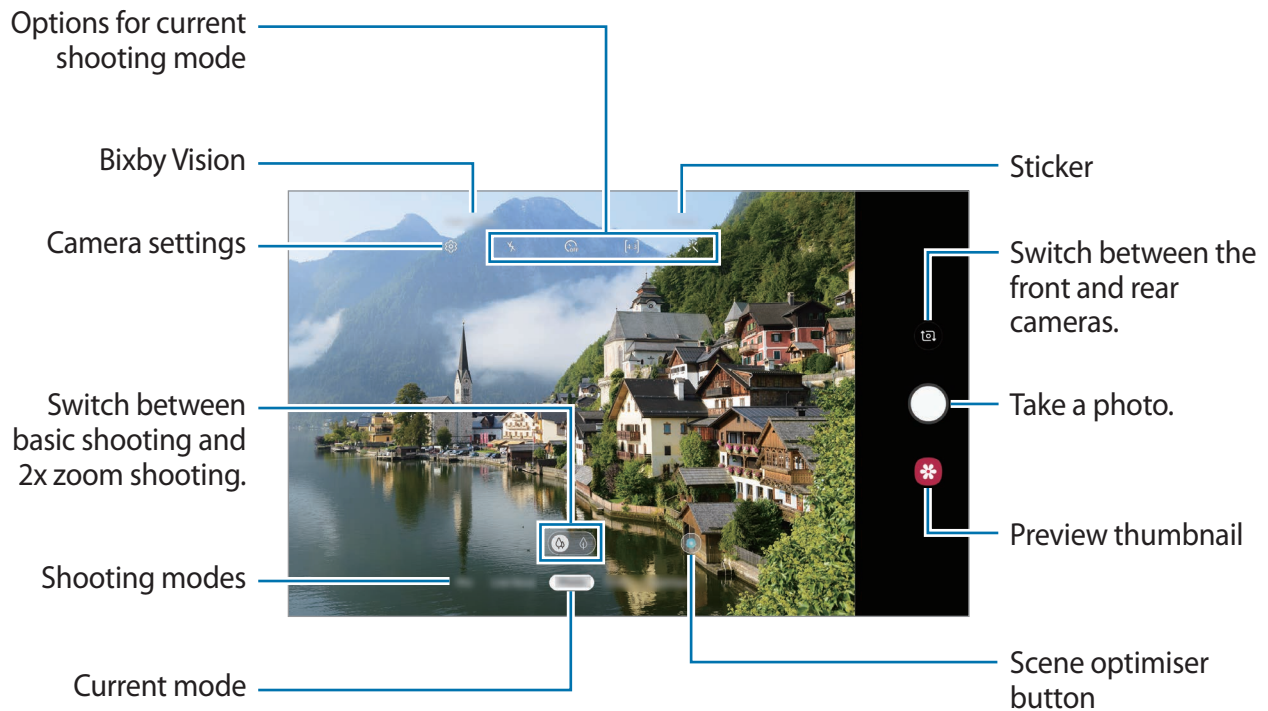 Options for current
shooting mode
Bixby Vision
Sticker
Camera settings
Switch between the
front and rear
cameras.
Switch between
basic shooting and
2x zoom shooting.
Take a photo.
Preview thumbnail
Shooting modes
Scene optimiser
button
Current mode